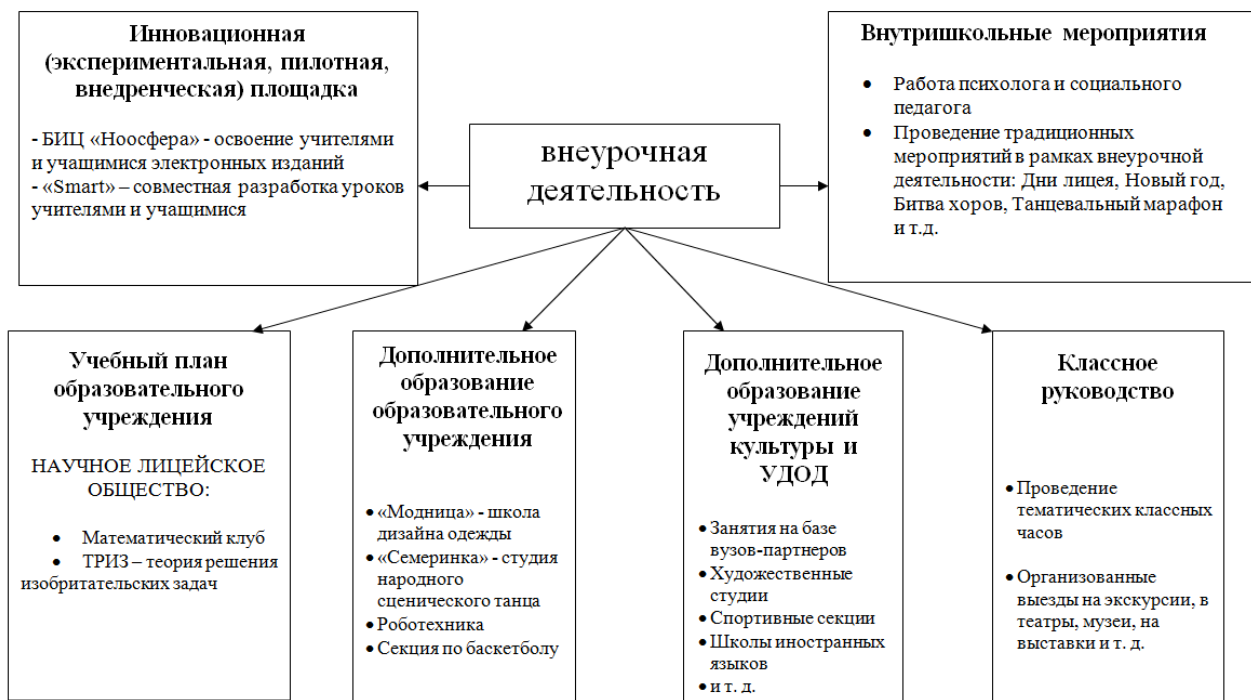 Инновационная
(экспериментальная, пилотная,
внедренческая) площадка
- БИЦ «Ноосфера» - освоение учителями
и учащимися электронных изданий
- «Smart» – совместная разработка уроков
учителями и учащимися
внеурочная
деятельность
Внутришкольные мероприятия
• Работа психолога и социального
педагога
• Проведение традиционных
мероприятий в рамках внеурочной
деятельности: Дни лицея, Новый год,
Битва хоров, Танцевальный марафон
и т.д.
Учебный план
образовательного
учреждения
НАУЧНОЕ ЛИЦЕЙСКОЕ
ОБЩЕСТВО:
• Математический клуб
• ТРИЗ – теория решения
изобритательских задач
Дополнительное
образование
образовательного
учреждения
• «Модница» - школа
дизайна одежды
• «Семеринка» - студия
народного
сценического танца
• Роботехника
• Секция по баскетболу
Дополнительное
образование
учреждений
культуры и
УДОД
• Занятия на базе
вузов-партнеров
• Художественные
студии
• Спортивные секции
• Школы иностранных
языков
• и т. д.
Классное
руководство
• Проведение
тематических классных
часов
• Организованные
выезды на экскурсии, в
театры, музеи, на
выставки и т. д.